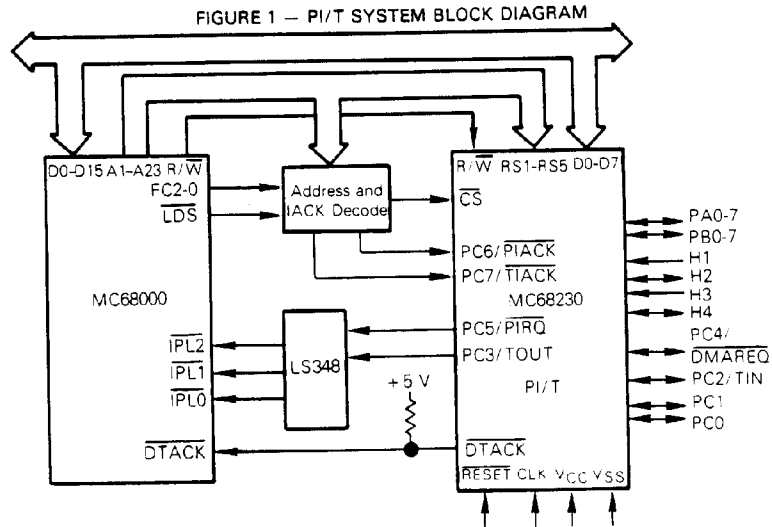 FIGURE 1 — PI/T SYSTEM BLOCK DIAGRAM
D0-D15 A1-A23 R/W
FC2-0
LDS
MC68000
IPL2
IPL1
IPL0
DTACK
Address and
IACK Decode
LS348
+5 V
R/W RS1-RS5 D0-D7
CS
PC6/PIACK
PC7/TIACK
MC68230
PC5/PIRQ
PC3/TOUT
PI/T
DTACK
RESET CLK VCC VSS
PA0-7
PB0-7
H1
H2
H3
H4
PC4/
DMAREQ
PC2/TIN
PC1
PC0